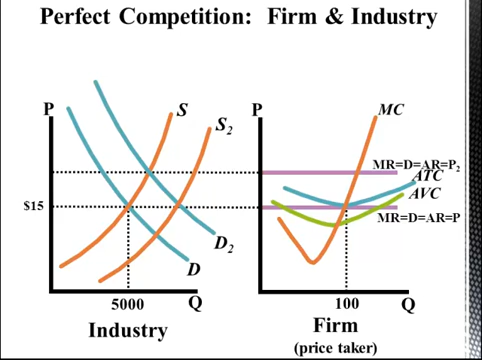 Perfect Competition: Firm & Industry
P
S
S2
$15
D2
D
5000
Q
Industry
P
MC
MR=D=AR=P2
ATC
AVC
MR=D=AR=P
100
Q
Firm
(price taker)